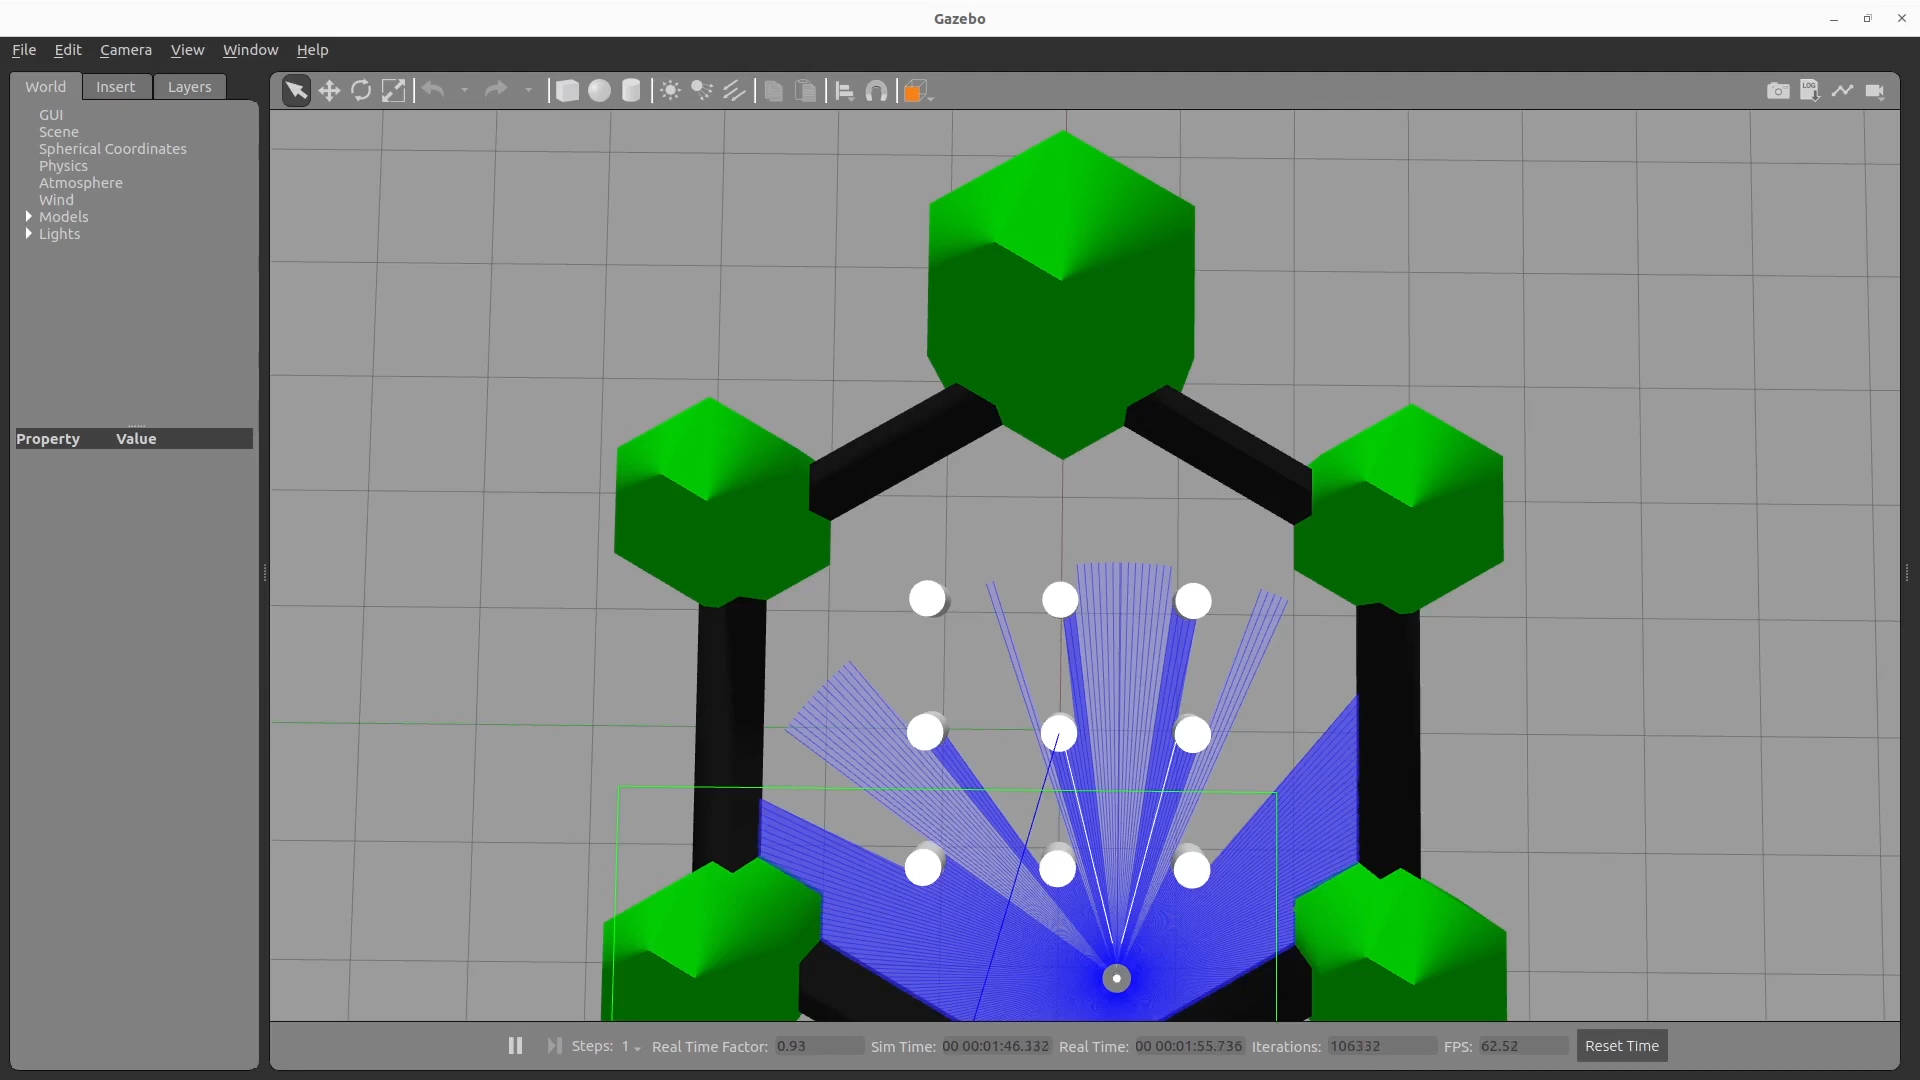 Gazebo
File Edit Camera View Window Help
World Insert Layers
LOG
GUI
Scene
Spherical Coordinates
Physics
Atmosphere
Wind
Models
Lights
Property Value
Steps: 1 Real Time Factor: 0.93 Sim Time: 00 00:01:46.332 Real Time: 00 00:01:55.736 Iterations: 106332 FPS: 62.52 Reset Time